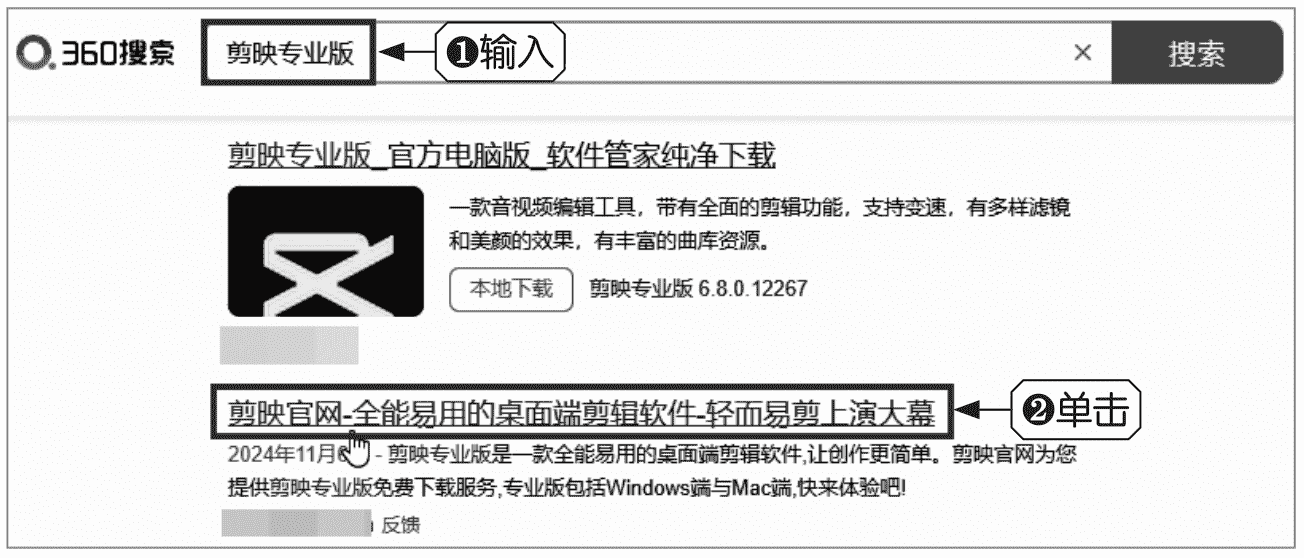 360搜索
剪映专业版
❶输入
×
搜索
剪映专业版_官方电脑版_软件管家纯净下载
一款音视频编辑工具，带有全面的剪辑功能，支持变速，有多样滤镜
和美颜的效果，有丰富的曲库资源。
本地下载 剪映专业版 6.8.0.12267
剪映官网-全能易用的桌面端剪辑软件-轻而易剪上演大幕
❷单击
2024年11月 - 剪映专业版是一款全能易用的桌面端剪辑软件,让创作更简单。剪映官网为您
提供剪映专业版免费下载服务,专业版包括Windows端与Mac端,快来体验吧!
反馈